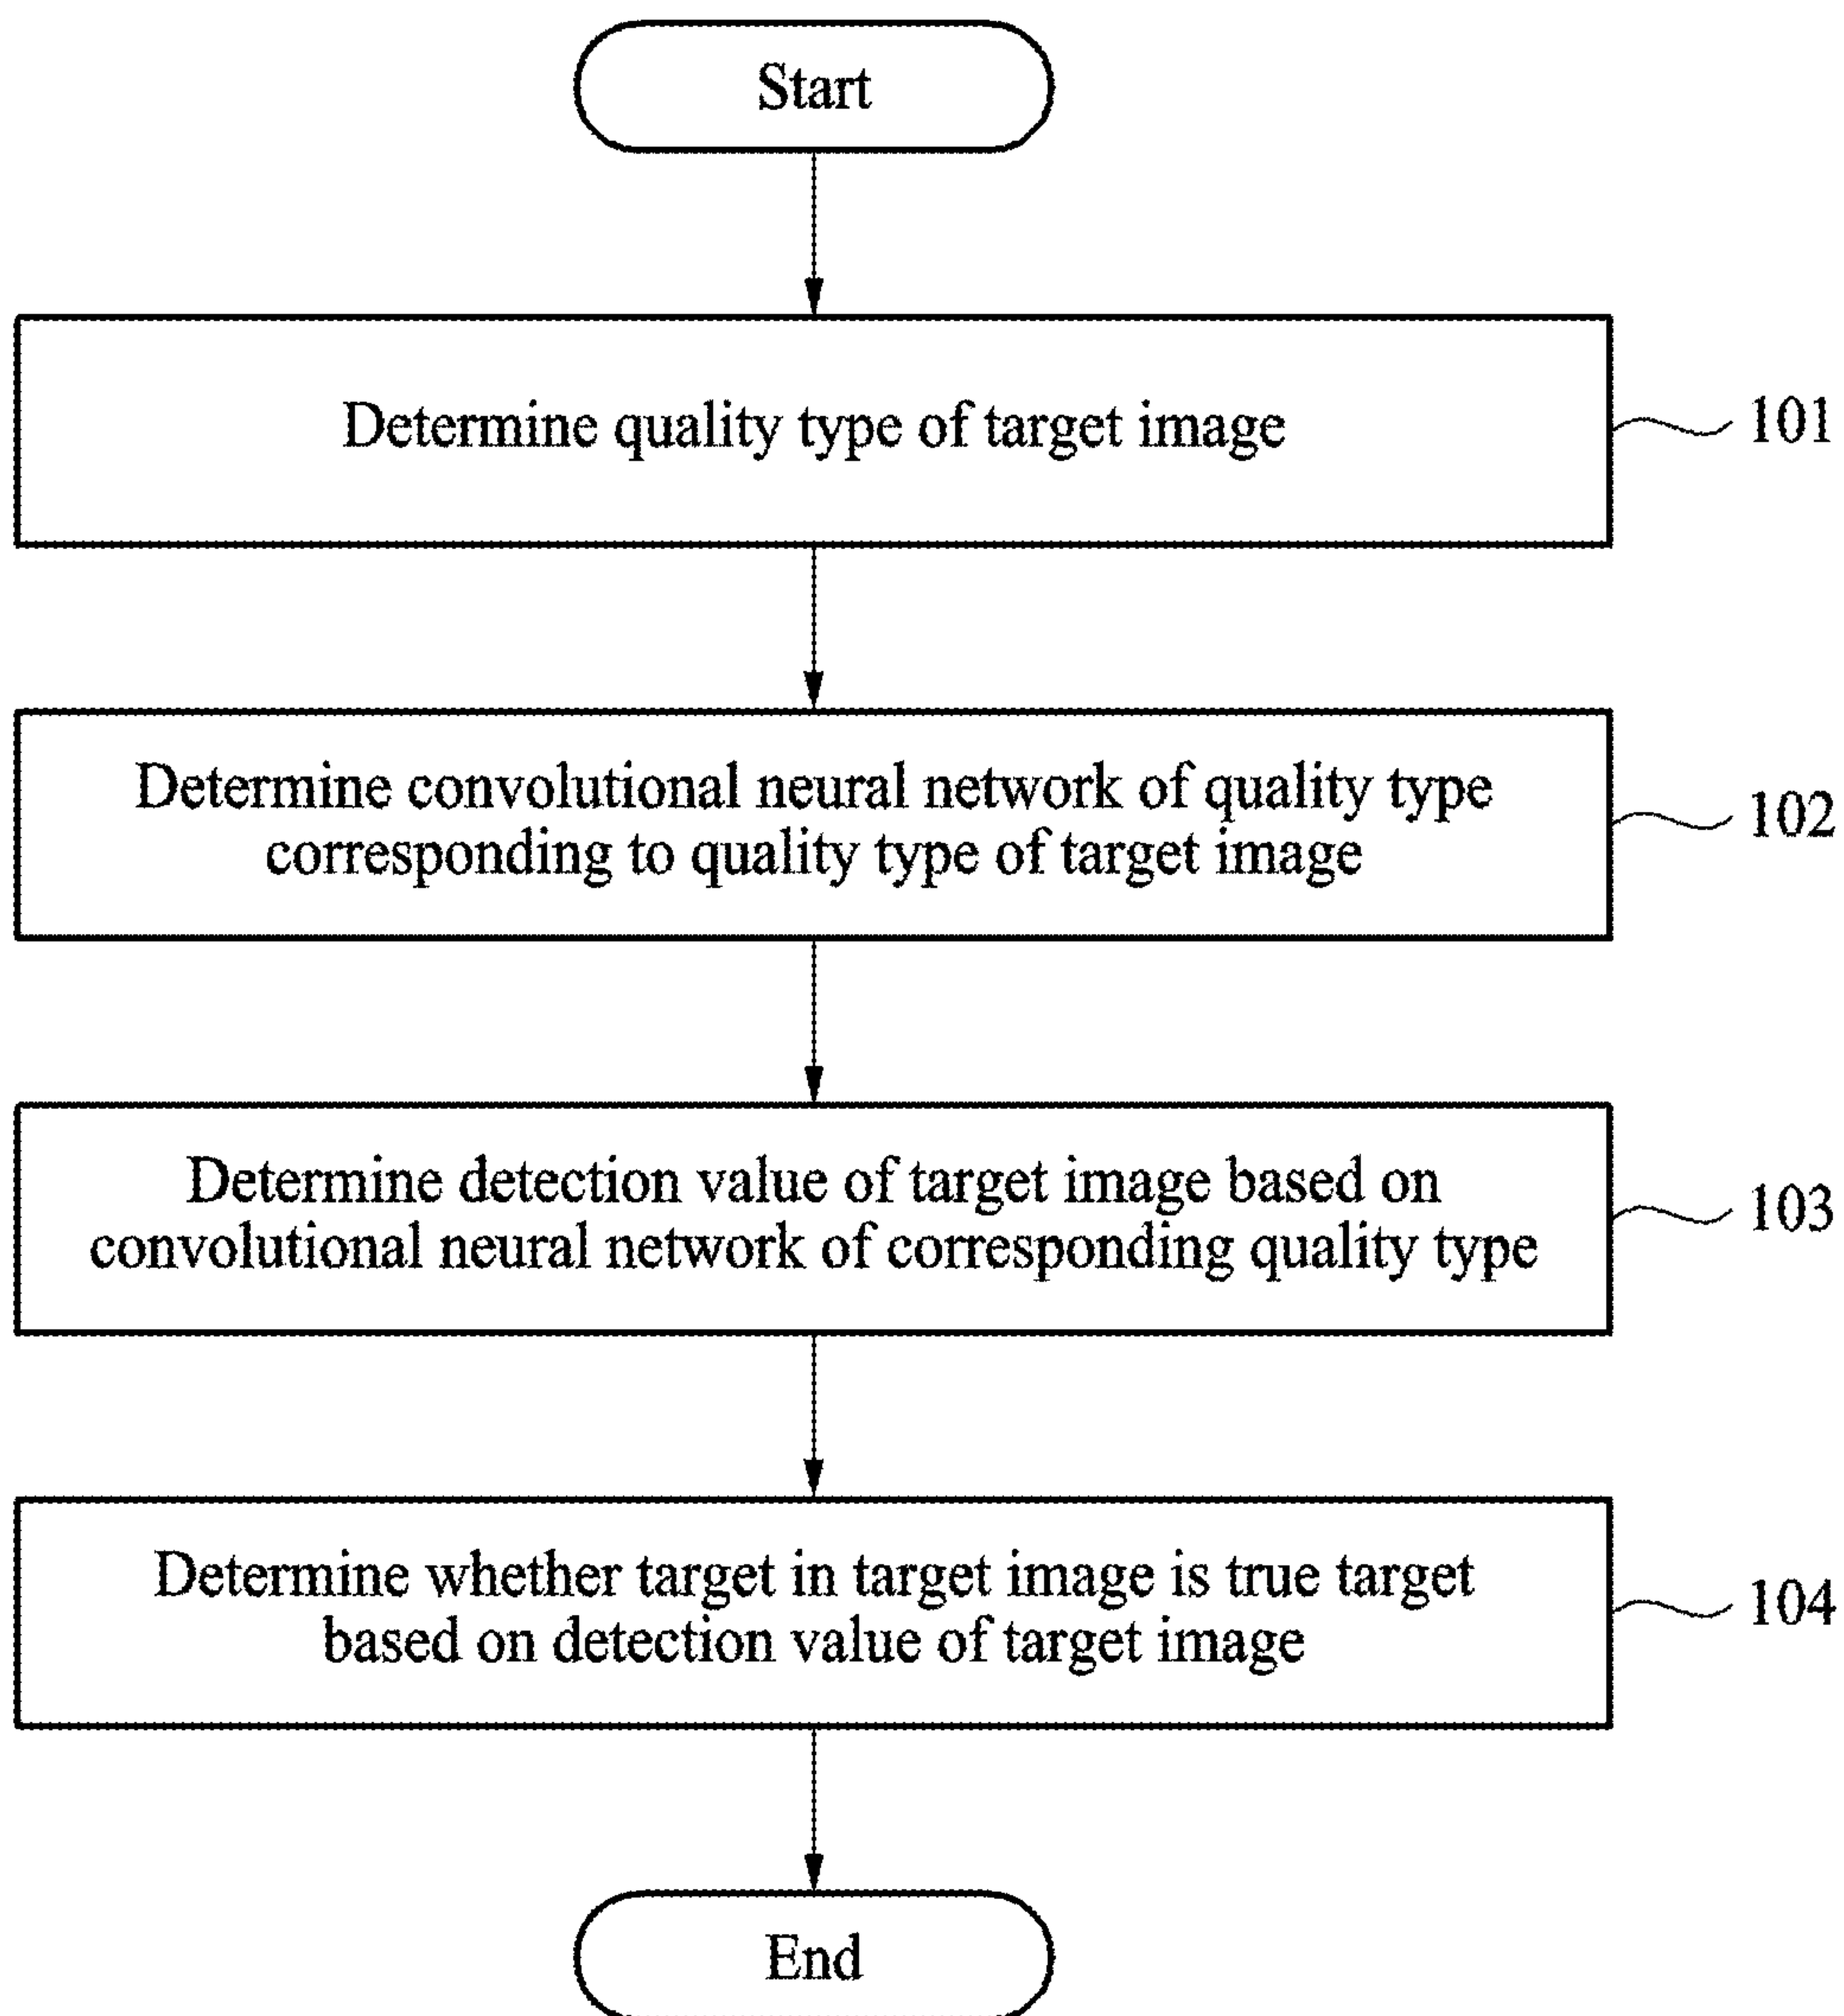 Start
Determine quality type of target image
101
Determine convolutional neural network of quality type
corresponding to quality type of target image
102
Determine detection value of target image based on
convolutional neural network of corresponding quality type
103
Determine whether target in target image is true target
based on detection value of target image
104
End